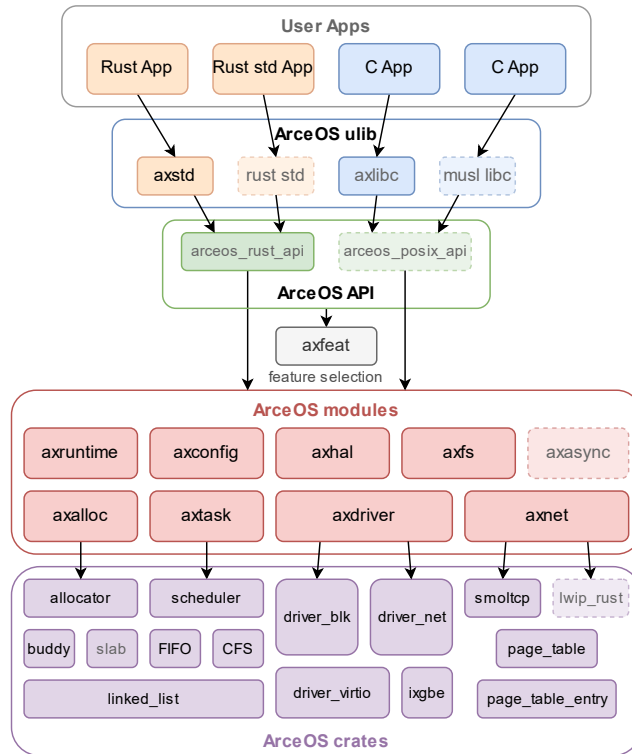 User Apps
Rust App
Rust std App
C App
C App
ArceOS ulib
axstd
rust std
axlibc
musl libc
arceos_rust_api
arceos_posix_api
ArceOS API
axfeat
feature selection
ArceOS modules
axruntime
axconfig
axhal
axfs
axasync
axalloc
axtask
axdriver
axnet
allocator
scheduler
driver_blk
driver_net
smoltcp
lwip_rust
buddy
slab
FIFO
CFS
page_table
linked_list
driver_virtio
ixgbe
page_table_entry
ArceOS crates